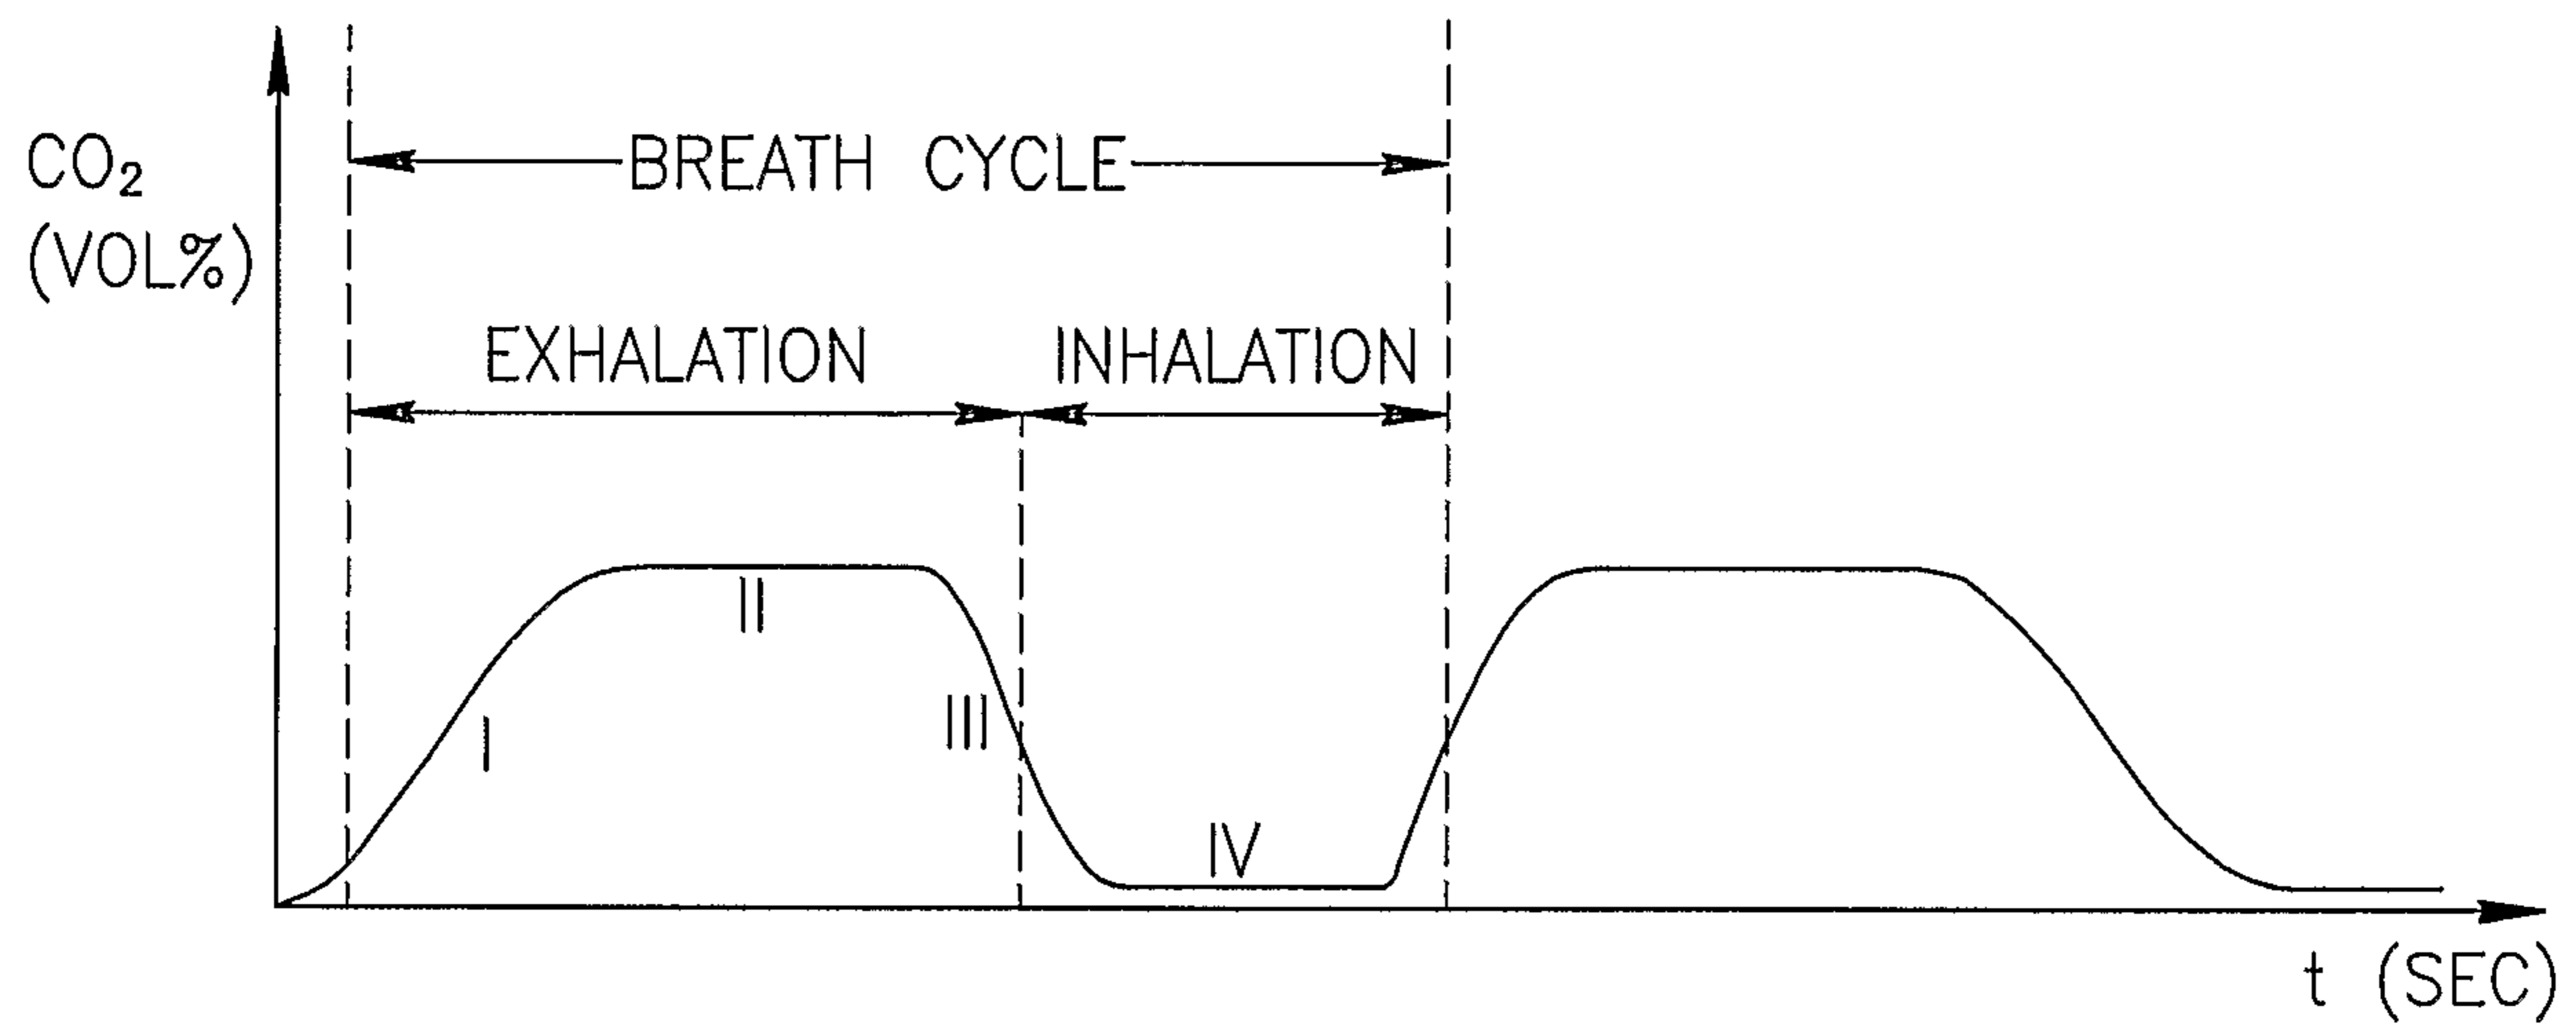 CO₂
(VOL%)
BREATH CYCLE
EXHALATION
INHALATION
I
II
III
IV
t (SEC)